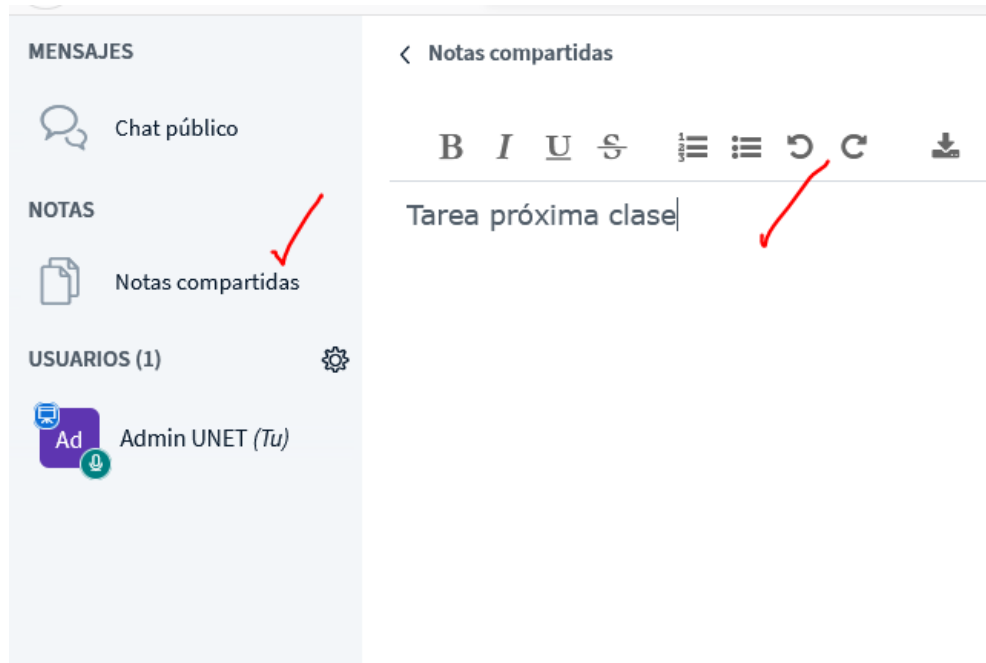 MENSAJES
Chat público
NOTAS
Notas compartidas
USUARIOS (1)
Ad
Admin UNET (Tu)
Notas compartidas
B I U S
Tarea próxima clase